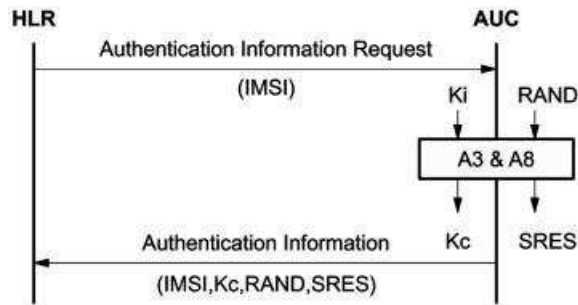 HLR AUC
Authentication Information Request
(IMSI)
Ki RAND
A3 & A8
Kc SRES
Authentication Information
(IMSI,Kc,RAND,SRES)